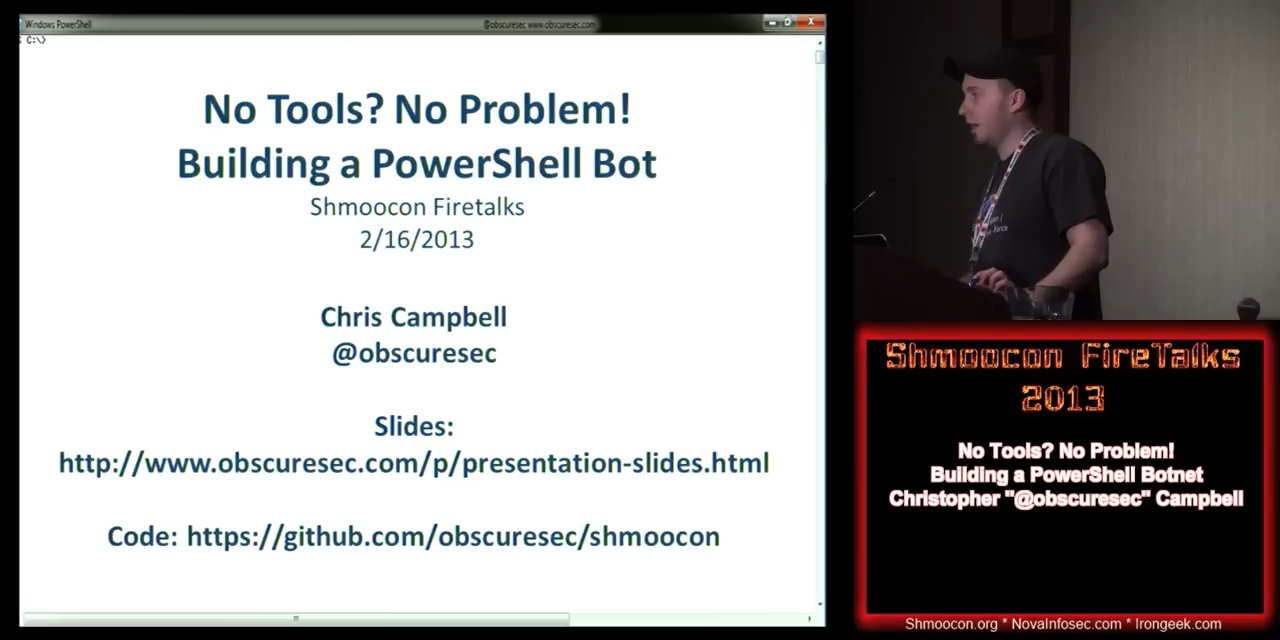 Windows PowerShell
@obscuresec www.obscuresec.com
C:\>
No Tools? No Problem!
Building a PowerShell Bot
Shmoocon Firetalks
2/16/2013
Chris Campbell
@obscuresec
Slides:
http://www.obscuresec.com/p/presentation-slides.html
Code: https://github.com/obscuresec/shmoocon
Force
Shmoocon FireTalks
2013
No Tools? No Problem!
Building a PowerShell Botnet
Christopher "@obscuresec" Campbell
Shmoocon.org * NovaInfosec.com * Irongeek.com